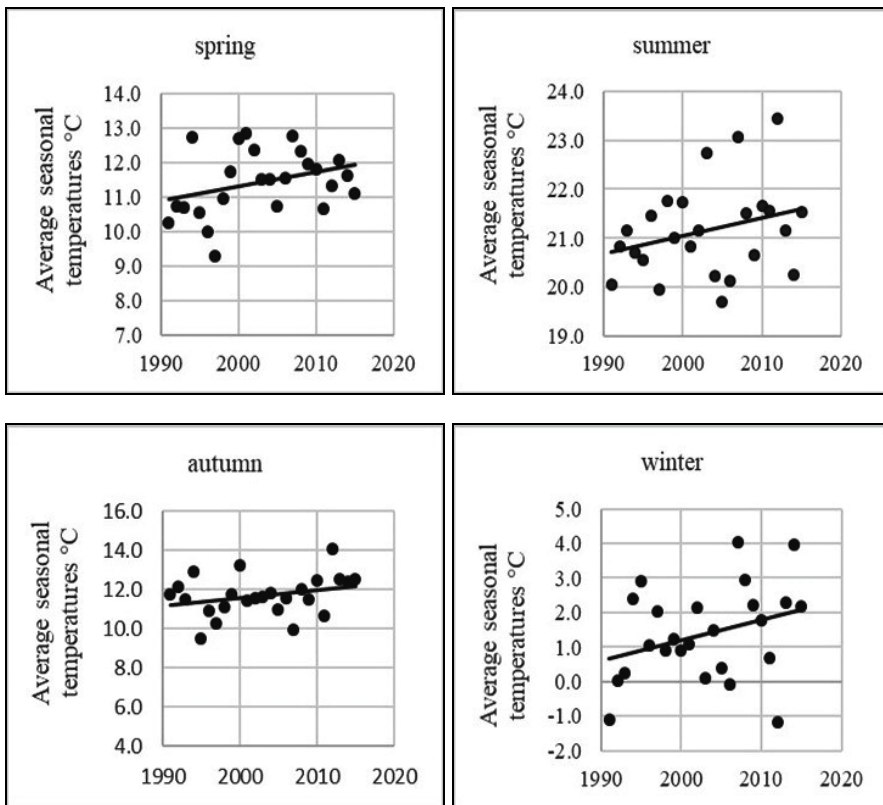 spring
Average seasonal
temperatures °C
14.0
13.0
12.0
11.0
10.0
9.0
8.0
7.0
1990 2000 2010 2020
summer
Average seasonal
temperatures °C
24.0
23.0
22.0
21.0
20.0
19.0
1990 2000 2010 2020
autumn
Average seasonal
temperatures °C
16.0
14.0
12.0
10.0
8.0
6.0
4.0
1990 2000 2010 2020
winter
Average seasonal
temperatures °C
5.0
4.0
3.0
2.0
1.0
0.0
-1.0
-2.0
1990 2000 2010 2020